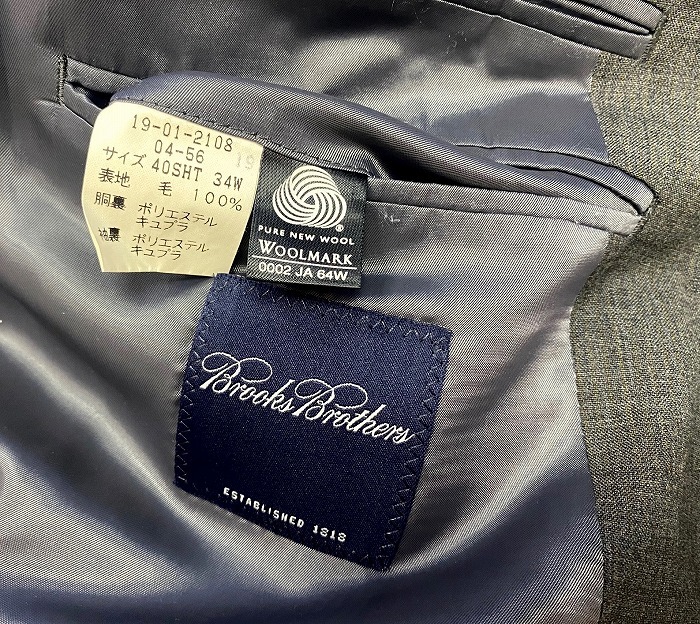 19-01-2108
04-56 19
サイズ 40SHT 34W
表地 毛 100%
胴裏 ポリエステル
キュプラ
袖裏 ポリエステル
キュプラ
PURE NEW WOOL
WOOLMARK
0002 JA 64W
Brooks Brothers
ESTABLISHED 1818